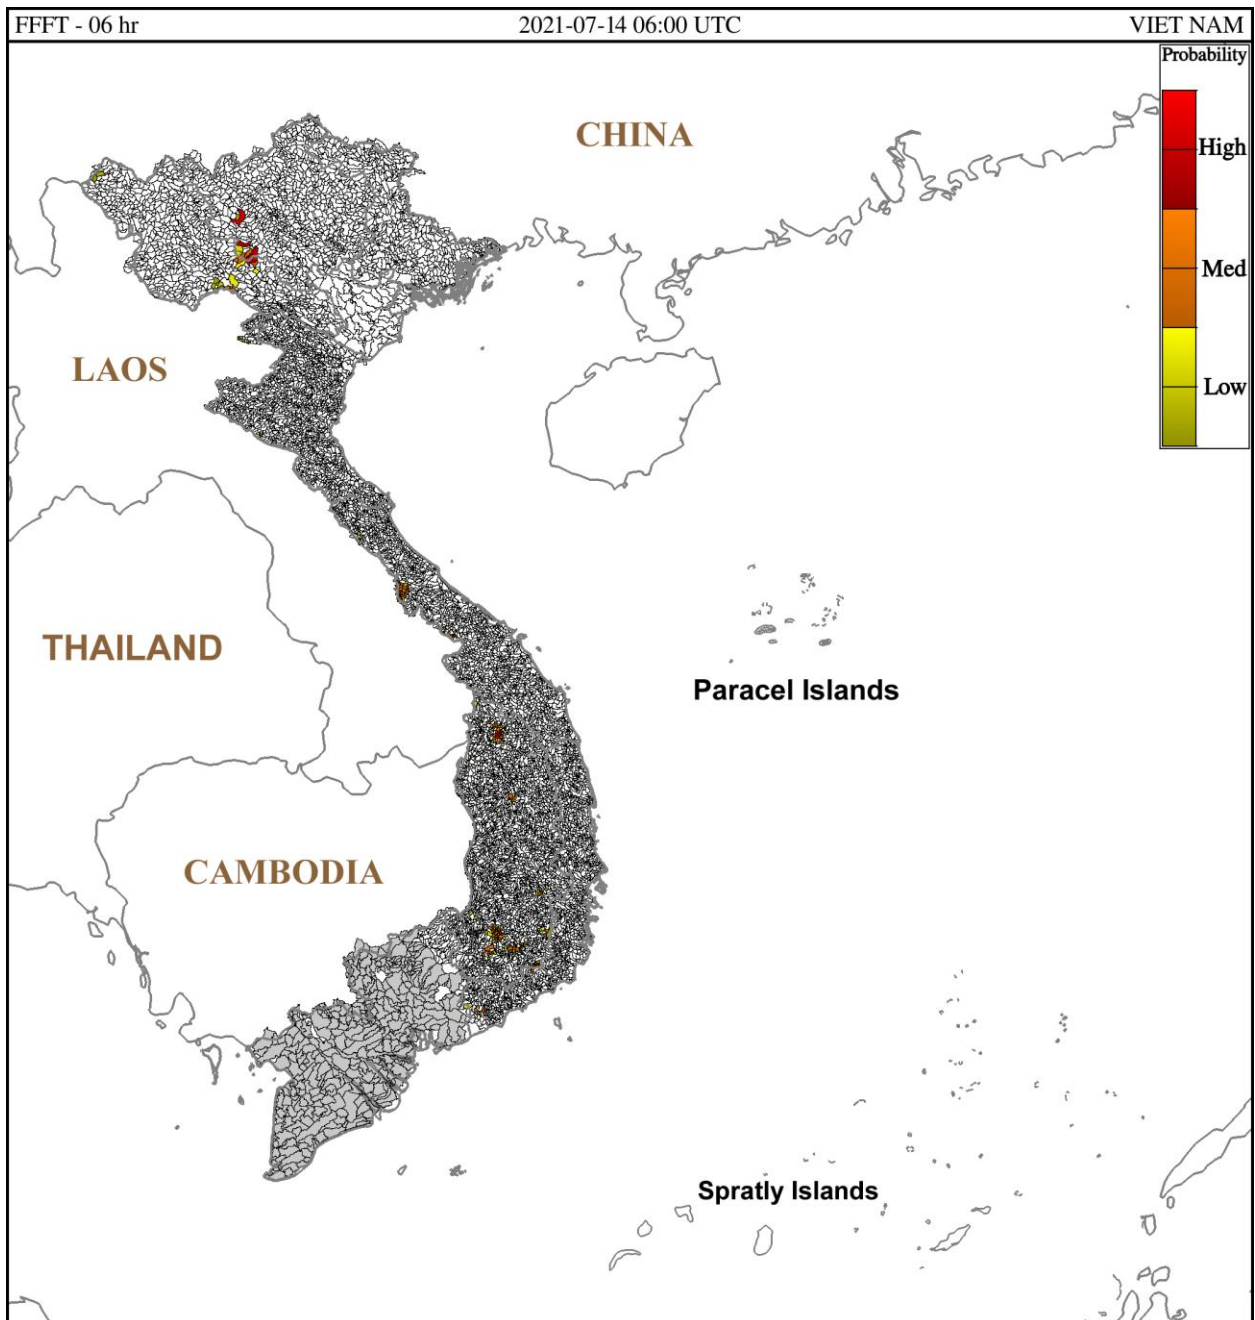 FFFT - 06 hr
2021-07-14 06:00 UTC
VIET NAM
Probability
CHINA
High
Med
LAOS
Low
THAILAND
Paracel Islands
CAMBODIA
Spratly Islands